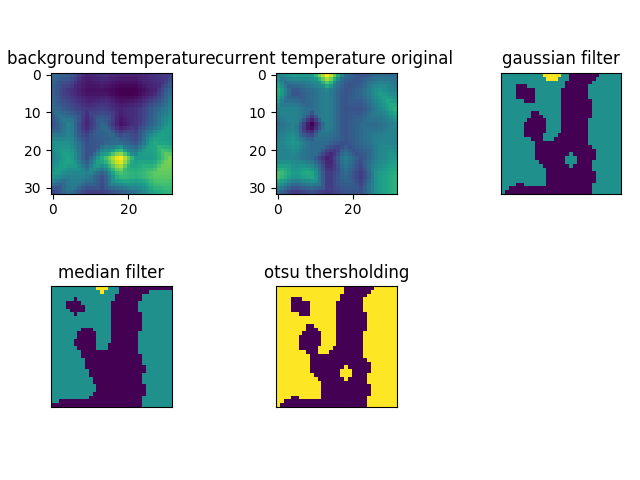 background temperature
current temperature original
gaussian filter
0
10
20
30
0
20
0
10
20
30
0
20
median filter
otsu thersholding